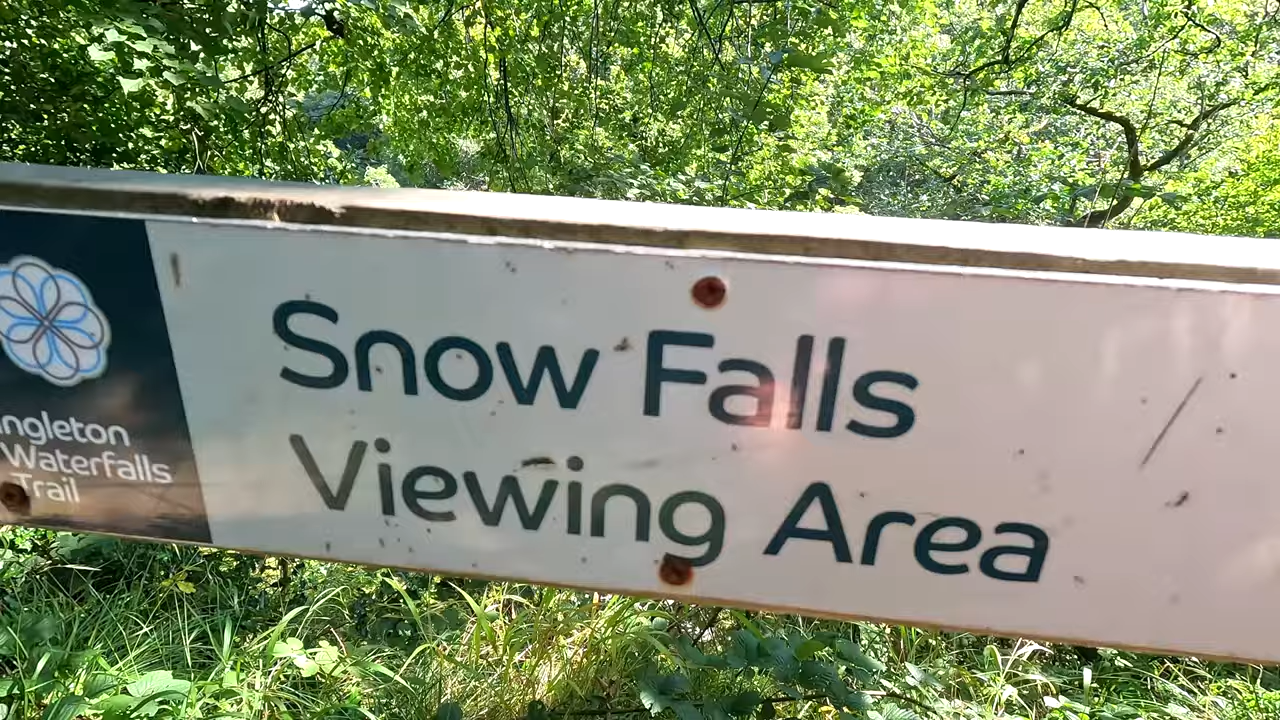 Snow Falls
Viewing Area
ngleton
Waterfalls
Trail